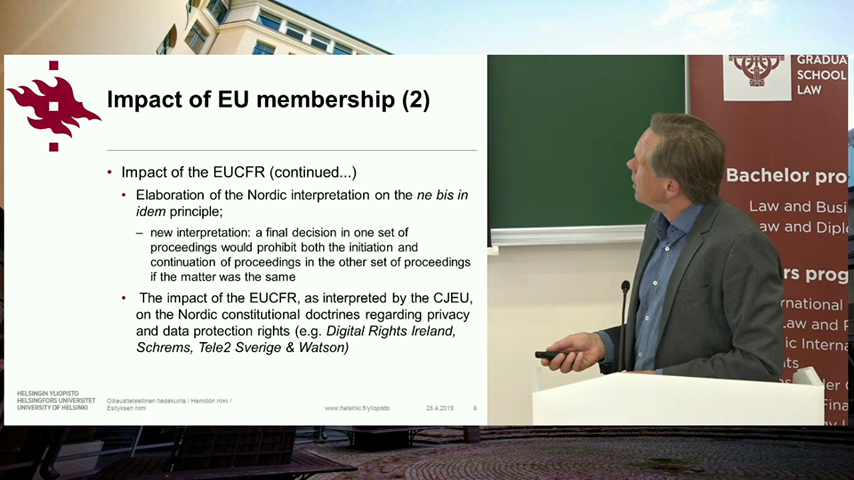 Impact of EU membership (2)
• Impact of the EUCFR (continued...)
• Elaboration of the Nordic interpretation on the ne bis in
idem principle;
– new interpretation: a final decision in one set of
proceedings would prohibit both the initiation and
continuation of proceedings in the other set of proceedings
if the matter was the same
• The impact of the EUCFR, as interpreted by the CJEU,
on the Nordic constitutional doctrines regarding privacy
and data protection rights (e.g. Digital Rights Ireland,
Schrems, Tele2 Sverige & Watson)
HELSINGIN YLIOPISTO
HELSINGFORS UNIVERSITET
UNIVERSITY OF HELSINKI
Oikeustieteellinen tiedekunta / Henkilön nimi /
Esityksen nimi
www.helsinki.fi/yliopisto
26.4.2019
6
GRADUA
SCHOOL
LAW
Bachelor pro
Law and Busi
aw and Diplo
rs prog
rnational
Law and P
ic Interna